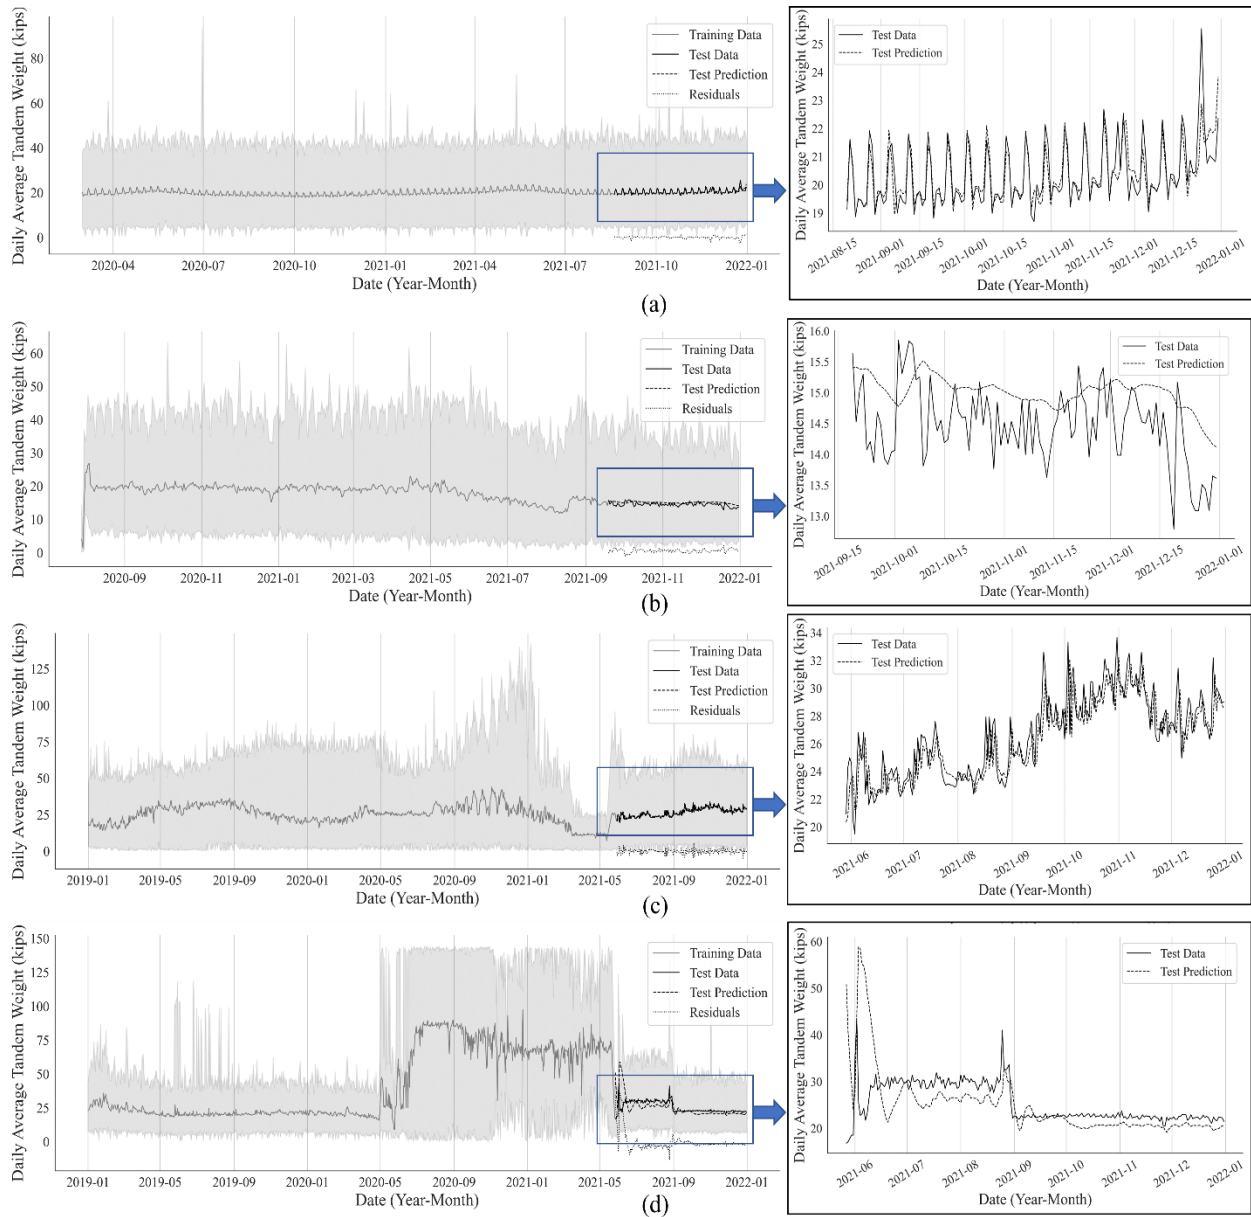 Daily Average Tandem Weight (kips)
80
60
40
20
0
Training Data
Test Data
Test Prediction
Residuals
2020-04 2020-07 2020-10 2021-01 2021-04 2021-07 2021-10 2022-01
Date (Year-Month)
Daily Average Tandem Weight (kips)
25
24
23
22
21
20
19
Test Data
Test Prediction
2021-08-15 2021-09-01 2021-09-15 2021-10-01 2021-10-15 2021-11-01 2021-11-15 2021-12-01 2021-12-15 2022-01-01
Date (Year-Month)
(a)
Daily Average Tandem Weight (kips)
60
50
40
30
20
10
0
Training Data
Test Data
Test Prediction
Residuals
2020-09 2020-11 2021-01 2021-03 2021-05 2021-07 2021-09 2021-11 2022-01
Date (Year-Month)
Daily Average Tandem Weight (kips)
16.0
15.5
15.0
14.5
14.0
13.5
13.0
Test Data
Test Prediction
2021-09-15 2021-10-01 2021-10-15 2021-11-01 2021-11-15 2021-12-01 2021-12-15 2022-01-01
Date (Year-Month)
(b)
Daily Average Tandem Weight (kips)
125
100
75
50
25
0
Training Data
Test Data
Test Prediction
Residuals
2019-01 2019-05 2019-09 2020-01 2020-05 2020-09 2021-01 2021-05 2021-09 2022-01
Date (Year-Month)
Daily Average Tandem Weight (kips)
34
32
30
28
26
24
22
20
Test Data
Test Prediction
2021-06 2021-07 2021-08 2021-09 2021-10 2021-11 2021-12 2022-01
Date (Year-Month)
(c)
Daily Average Tandem Weight (kips)
150
125
100
75
50
25
0
Training Data
Test Data
Test Prediction
Residuals
2019-01 2019-05 2019-09 2020-01 2020-05 2020-09 2021-01 2021-05 2021-09 2022-01
Date (Year-Month)
Daily Average Tandem Weight (kips)
60
50
40
30
20
Test Data
Test Prediction
2021-06 2021-07 2021-08 2021-09 2021-10 2021-11 2021-12 2022-01
Date (Year-Month)
(d)